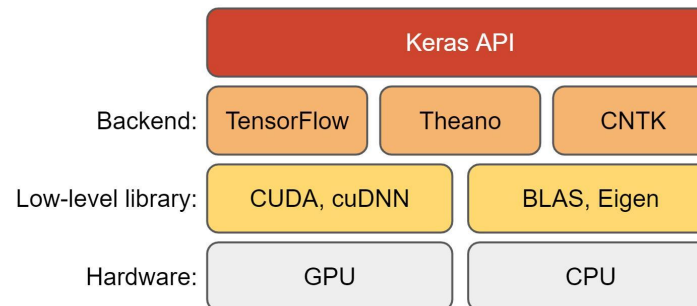 Keras API
Backend: TensorFlow Theano CNTK
Low-level library: CUDA, cuDNN BLAS, Eigen
Hardware: GPU CPU